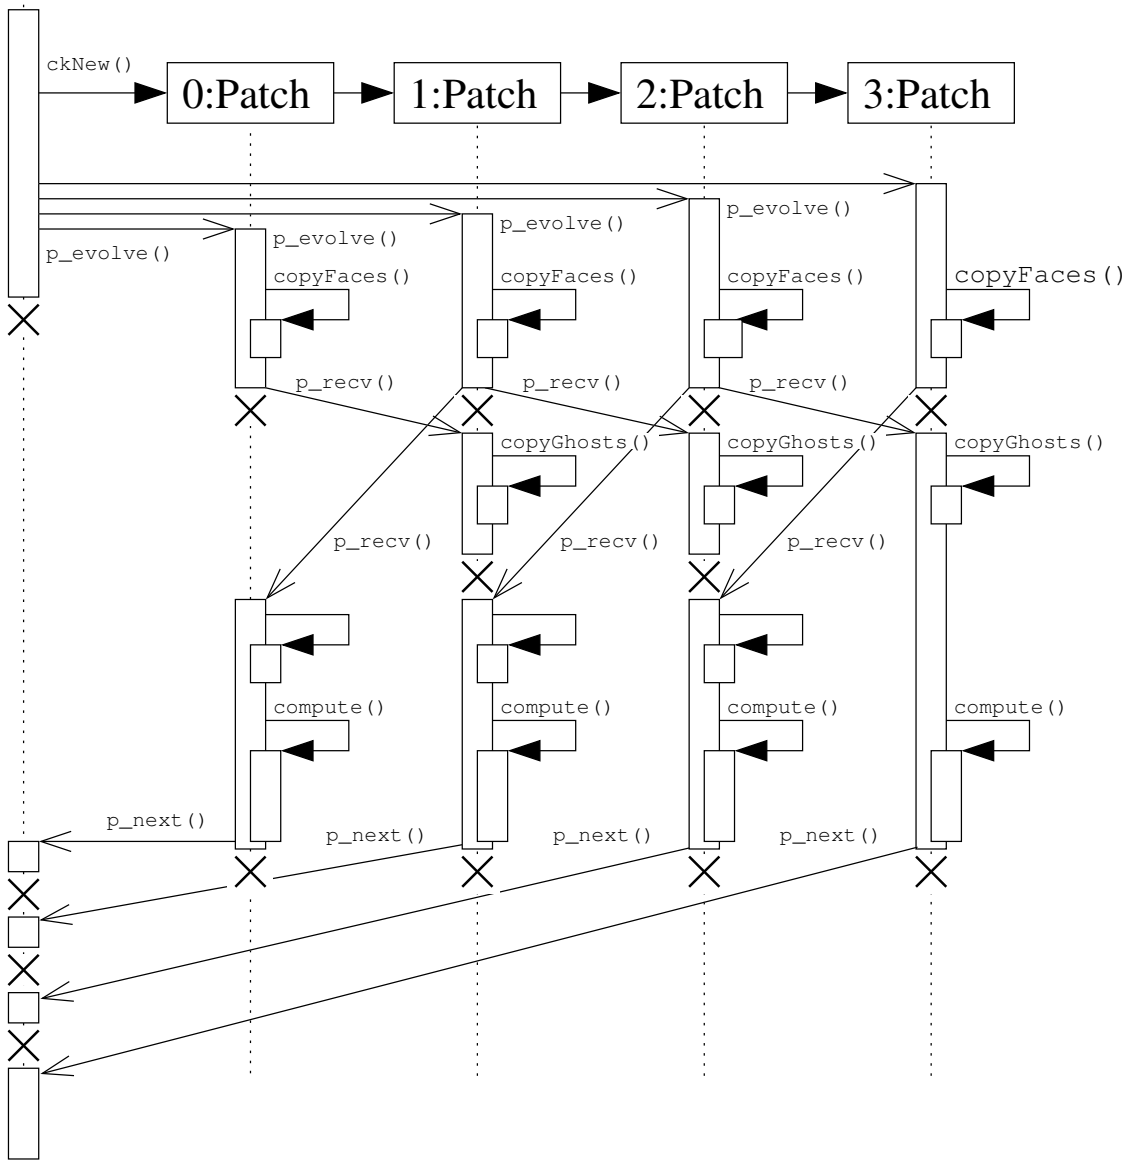 ckNew()
0:Patch
1:Patch
2:Patch
3:Patch
p_evolve()
p_evolve()
p_evolve()
p_evolve()
copyFaces()
copyFaces()
copyFaces()
copyFaces()
p_recv()
p_recv()
p_recv()
copyGhosts()
copyGhosts()
copyGhosts()
p_recv()
p_recv()
p_recv()
compute()
compute()
compute()
compute()
p_next()
p_next()
p_next()
p_next()